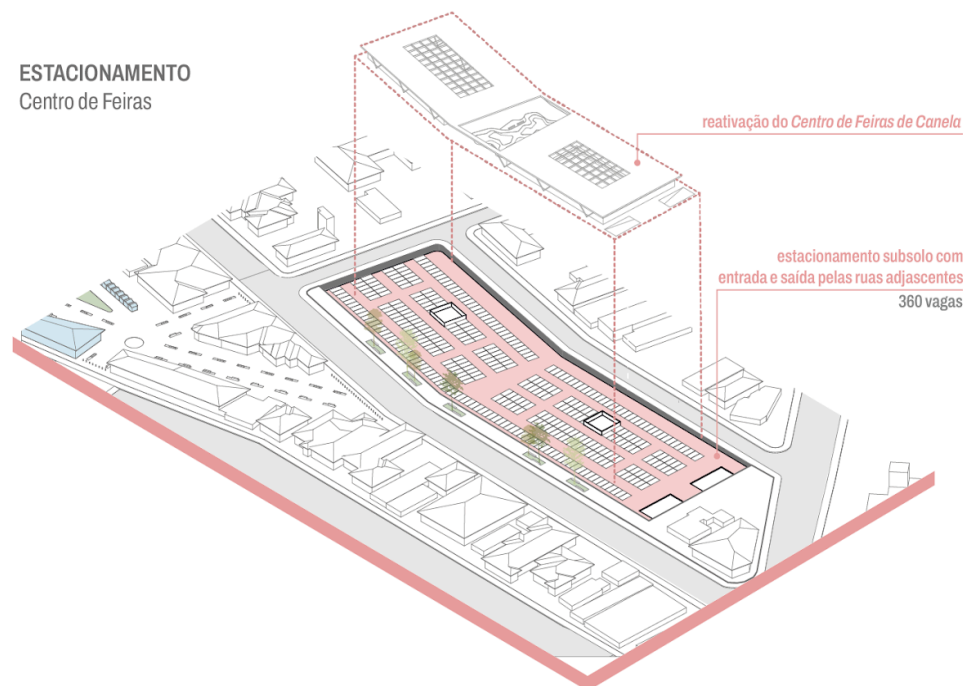 ESTACIONAMENTO
Centro de Feiras
reativação do Centro de Feiras de Canela
estacionamento subsolo com
entrada e saída pelas ruas adjascentes
360 vagas